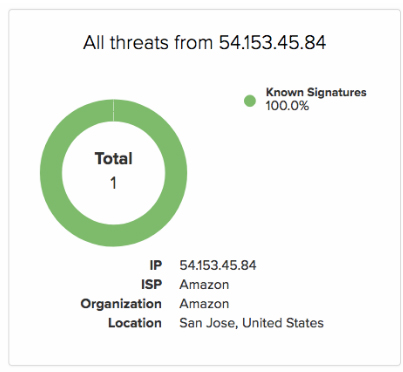 All threats from 54.153.45.84
Known Signatures
100.0%
Total
1
IP 54.153.45.84
ISP Amazon
Organization Amazon
Location San Jose, United States